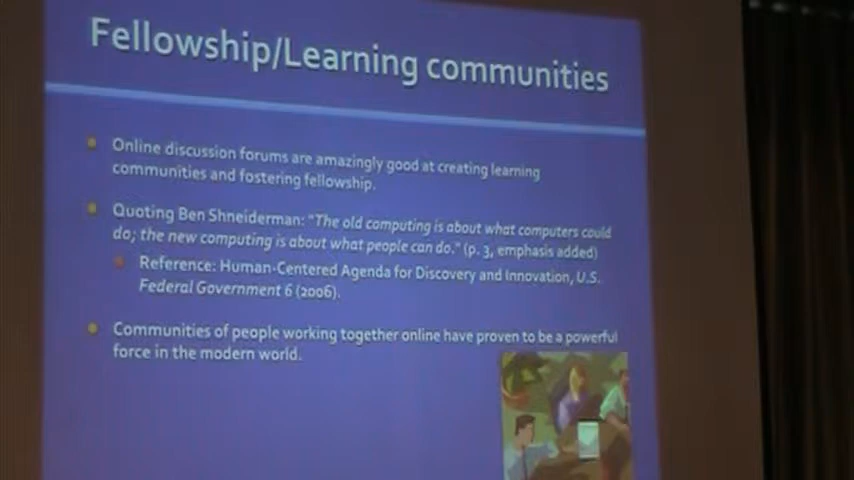 Fellowship/Learning communities
Online discussion forums are amazingly good at creating learning
communities and fostering fellowship.
Quoting Ben Shneiderman: "The old computing is about what computers could
do; the new computing is about what people can do." (p. 3, emphasis added)
Reference: Human-Centered Agenda for Discovery and Innovation, U.S.
Federal Government 6 (2006).
Communities of people working together online have proven to be a powerful
force in the modern world.